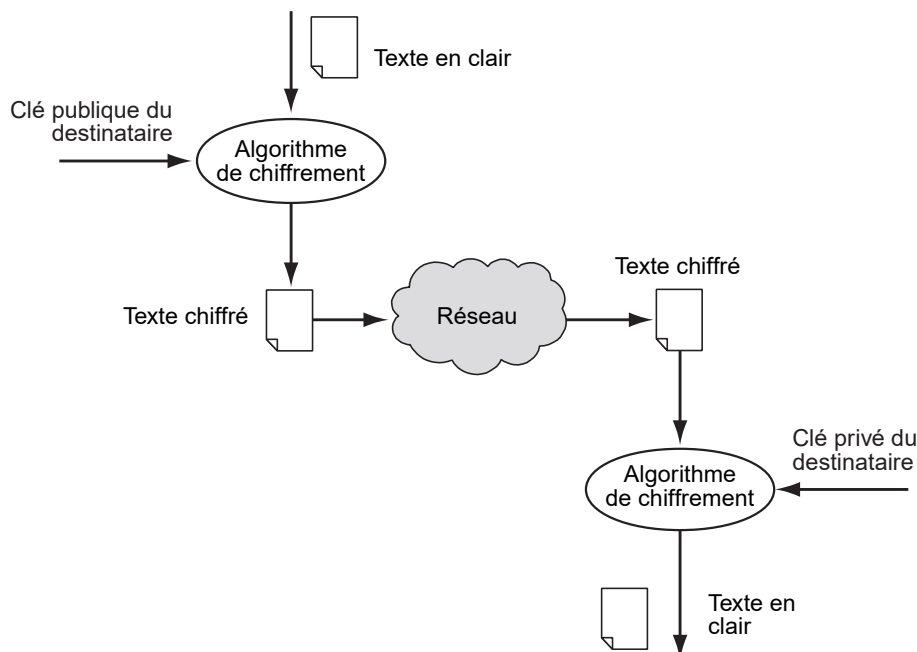 Texte en clair
Clé publique du
destinataire
Algorithme
de chiffrement
Texte chiffré
Réseau
Texte chiffré
Clé privé du
destinataire
Algorithme
de chiffrement
Texte en
clair